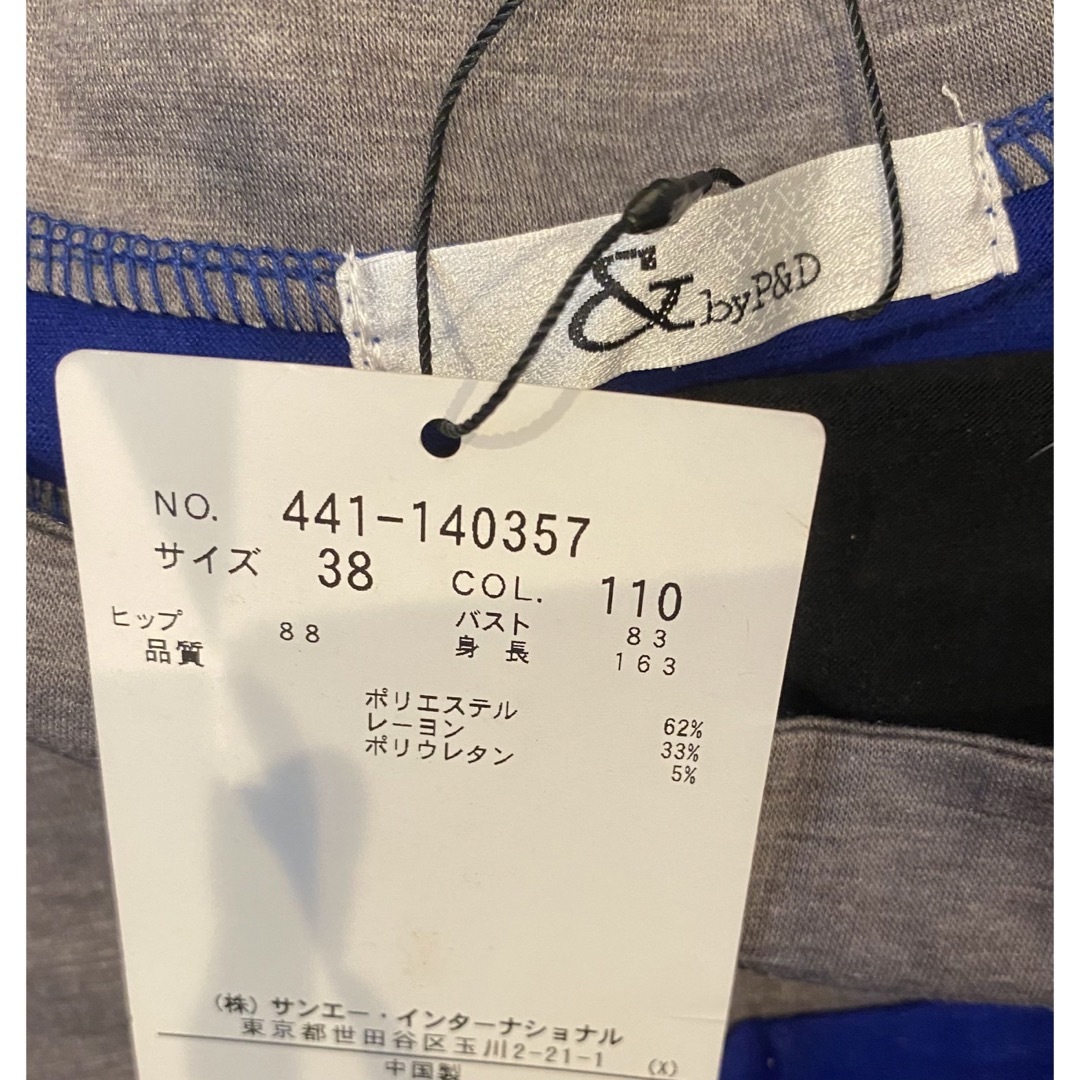 & by P&D
NO. 441-140357
サイズ 38 COL. 110
ヒップ 88 バスト 83
品質 身長 163
ポリエステル 62%
レーヨン 33%
ポリウレタン 5%
(株) サンエー・インターナショナル
東京都世田谷区玉川2-21-1 (X)
中国製